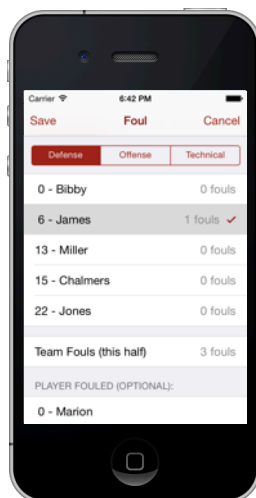 Carrier 6:42 PM
Save Foul Cancel
Defense Offense Technical
0 - Bibby 0 fouls
6 - James 1 fouls ✓
13 - Miller 0 fouls
15 - Chalmers 0 fouls
22 - Jones 0 fouls
Team Fouls (this half) 3 fouls
PLAYER FOULED (OPTIONAL):
0 - Marion